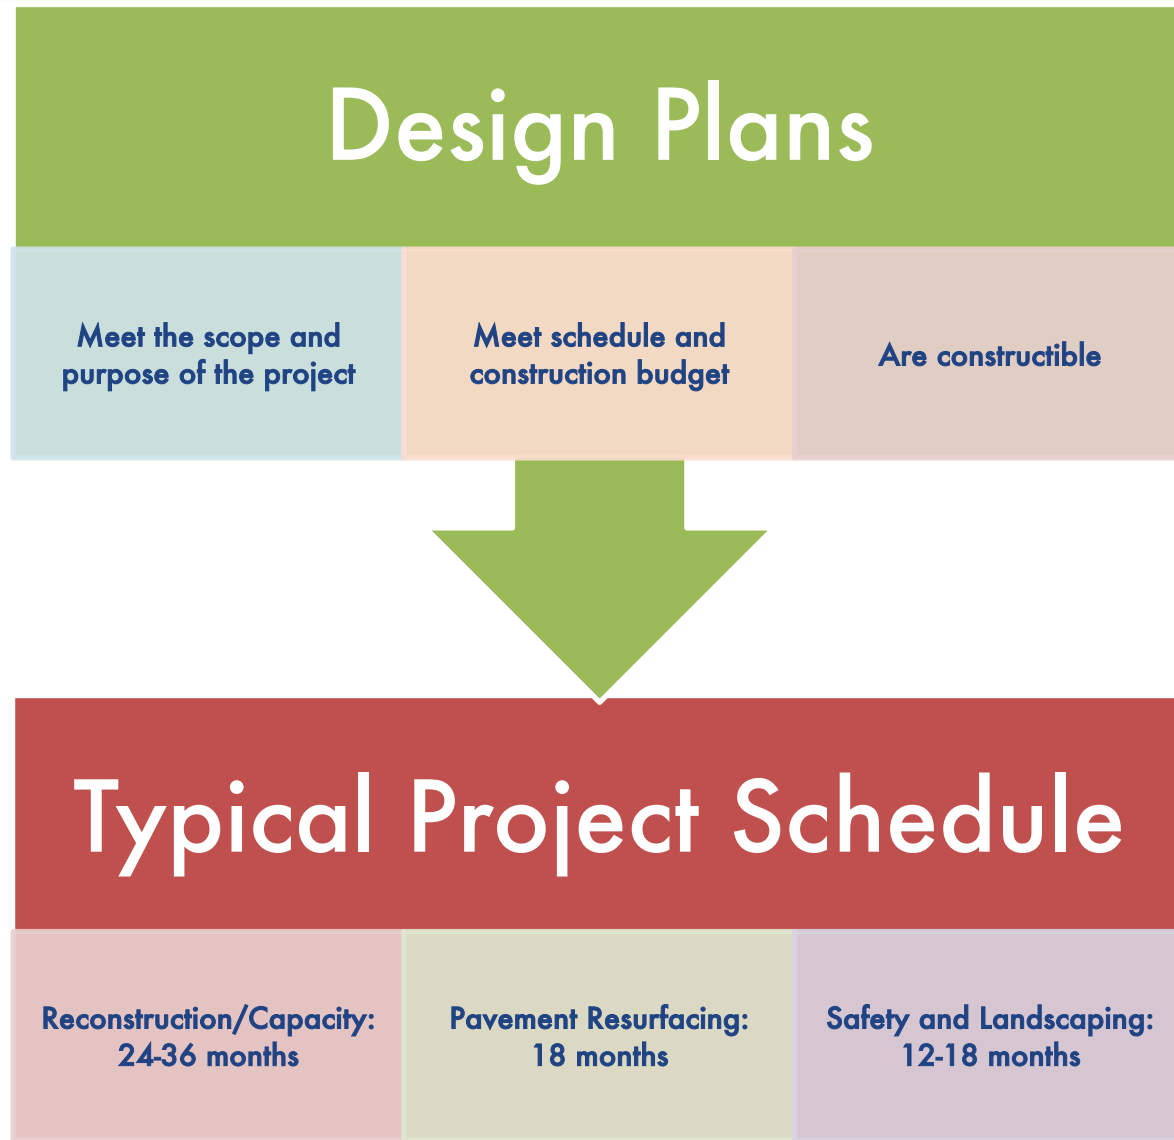 Design Plans
Meet the scope and
purpose of the project
Meet schedule and
construction budget
Are constructible
Typical Project Schedule
Reconstruction/Capacity:
24-36 months
Pavement Resurfacing:
18 months
Safety and Landscaping:
12-18 months